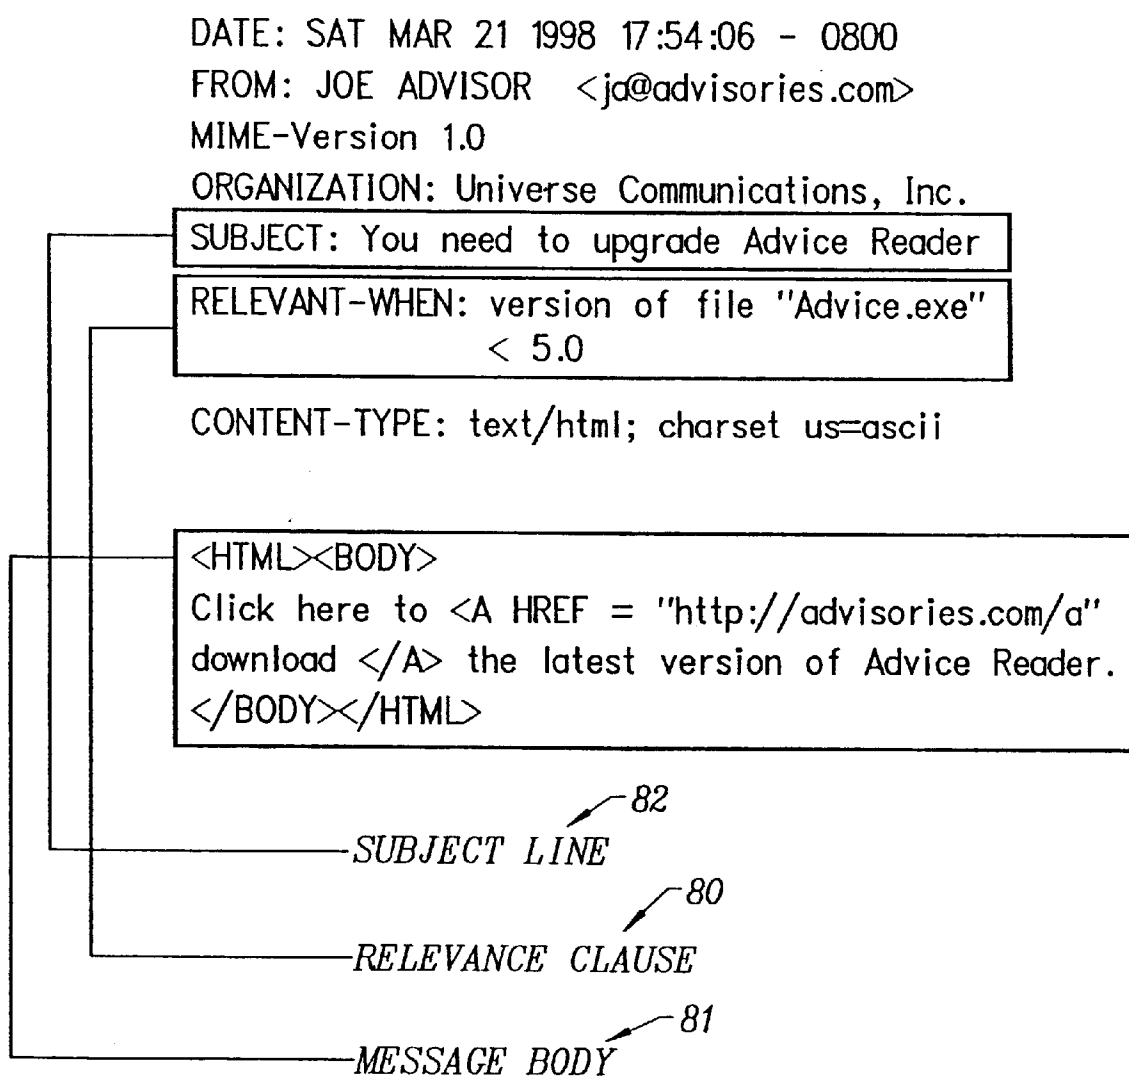 DATE: SAT MAR 21 1998 17:54:06 - 0800
FROM: JOE ADVISOR <ja@advisories.com>
MIME-Version 1.0
ORGANIZATION: Universe Communications, Inc.
SUBJECT: You need to upgrade Advice Reader
RELEVANT-WHEN: version of file "Advice.exe"
< 5.0
CONTENT-TYPE: text/html; charset us=ascii
<HTML><BODY>
Click here to <A HREF = "http://advisories.com/a"
download </A> the latest version of Advice Reader.
</BODY></HTML>
82
SUBJECT LINE
80
RELEVANCE CLAUSE
81
MESSAGE BODY